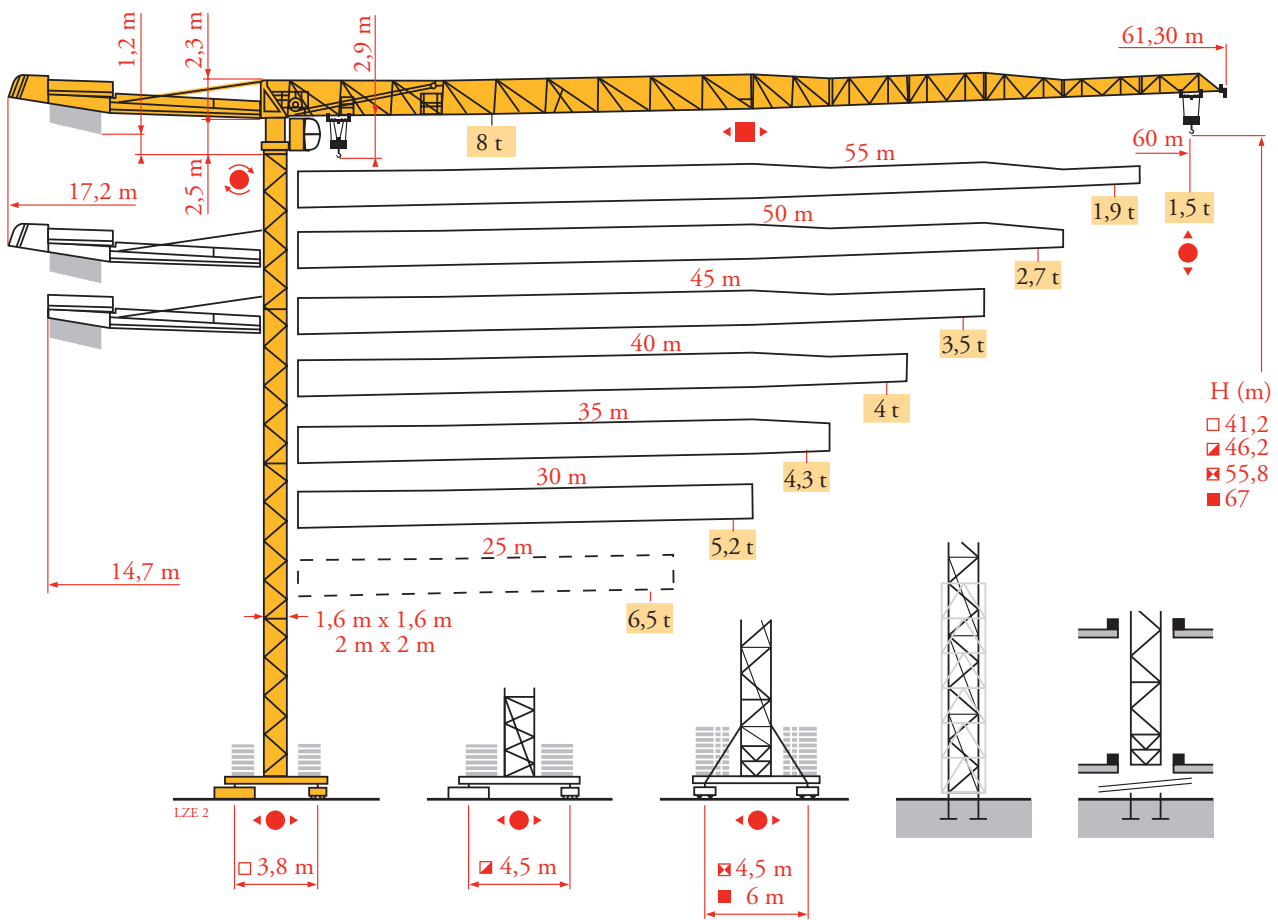 1,2 m
2,3 m
2,9 m
61,30 m
8 t
55 m
60 m
2,5 m
17,2 m
1,9 t
1,5 t
50 m
2,7 t
45 m
3,5 t
40 m
4 t
H (m)
41,2
46,2
55,8
67
35 m
4,3 t
30 m
5,2 t
25 m
14,7 m
6,5 t
1,6 m x 1,6 m
2 m x 2 m
LZE 2
3,8 m
4,5 m
4,5 m
6 m